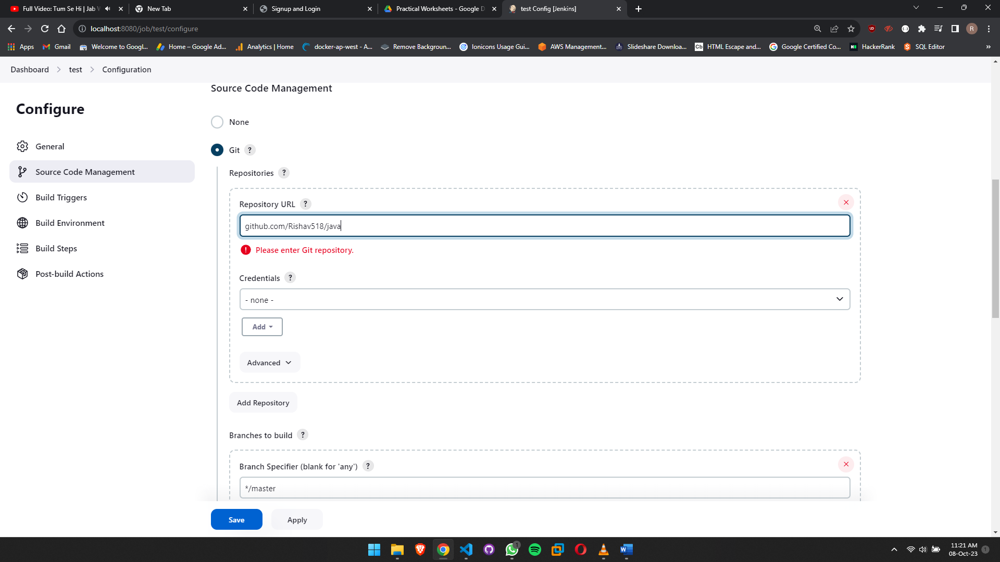 Full Video: Tum Se Hi | Jab
New Tab
Signup and Login
Practical Worksheets - Google D
test Config [Jenkins]
localhost:8080/job/test/configure
R
Apps
Gmail
Welcome to Googl...
Home – Google Ad...
Analytics | Home
docker-ap-west - A...
Remove Backgroun...
Ionicons Usage Gui...
AWS Management...
Slideshare Downloa...
Cb
HTML Escape and...
Google Certified Co...
HackerRank
SQL Editor
»
Dashboard
test
Configuration
Configure
General
Source Code Management
Build Triggers
Build Environment
Build Steps
Post-build Actions
Source Code Management
None
Git ?
Repositories ?
Repository URL ?
github.com/Rishav518/java
Please enter Git repository.
Credentials ?
- none -
Add
Advanced
Add Repository
Branches to build ?
Branch Specifier (blank for 'any') ?
*/master
Save
Apply
1
11:21 AM
08-Oct-23
1